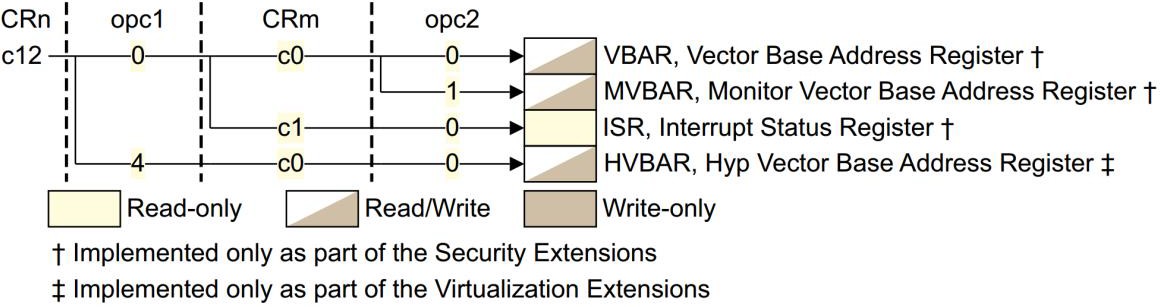 CRn opc1 CRm opc2
c12 0 c0 0 VBAR, Vector Base Address Register †
1 MVBAR, Monitor Vector Base Address Register †
c1 0 ISR, Interrupt Status Register †
4 c0 0 HVBAR, Hyp Vector Base Address Register ‡
Read-only Read/Write Write-only
† Implemented only as part of the Security Extensions
‡ Implemented only as part of the Virtualization Extensions